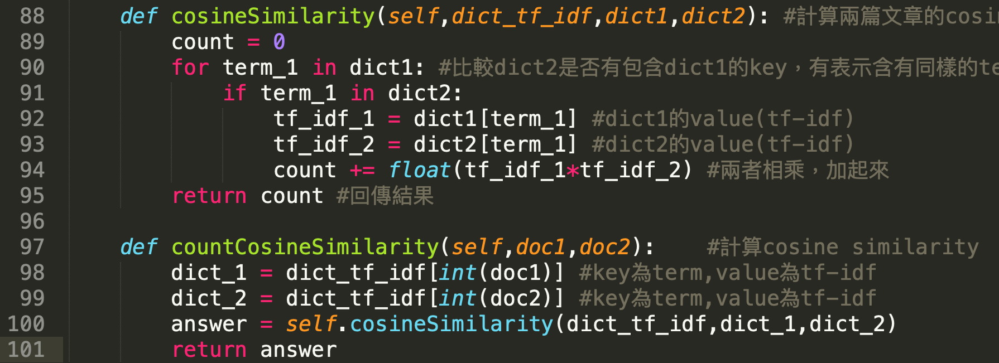 88 def cosineSimilarity(self,dict_tf_idf,dict1,dict2): #計算兩篇文章的
89 count = 0
90 for term_1 in dict1: #比較dict2是否有包含dict1的key，有表示含有同樣的
91 if term_1 in dict2:
92 tf_idf_1 = dict1[term_1] #dict1的value(tf-idf)
93 tf_idf_2 = dict2[term_1] #dict2的value(tf-idf)
94 count += float(tf_idf_1*tf_idf_2) #兩者相乘，加起來
95 return count #回傳結果
96
97 def countCosineSimilarity(self,doc1,doc2): #計算cosine similarity
98 dict_1 = dict_tf_idf[int(doc1)] #key為term,value為tf-idf
99 dict_2 = dict_tf_idf[int(doc2)] #key為term,value為tf-idf
100 answer = self.cosineSimilarity(dict_tf_idf,dict_1,dict_2)
101 return answer